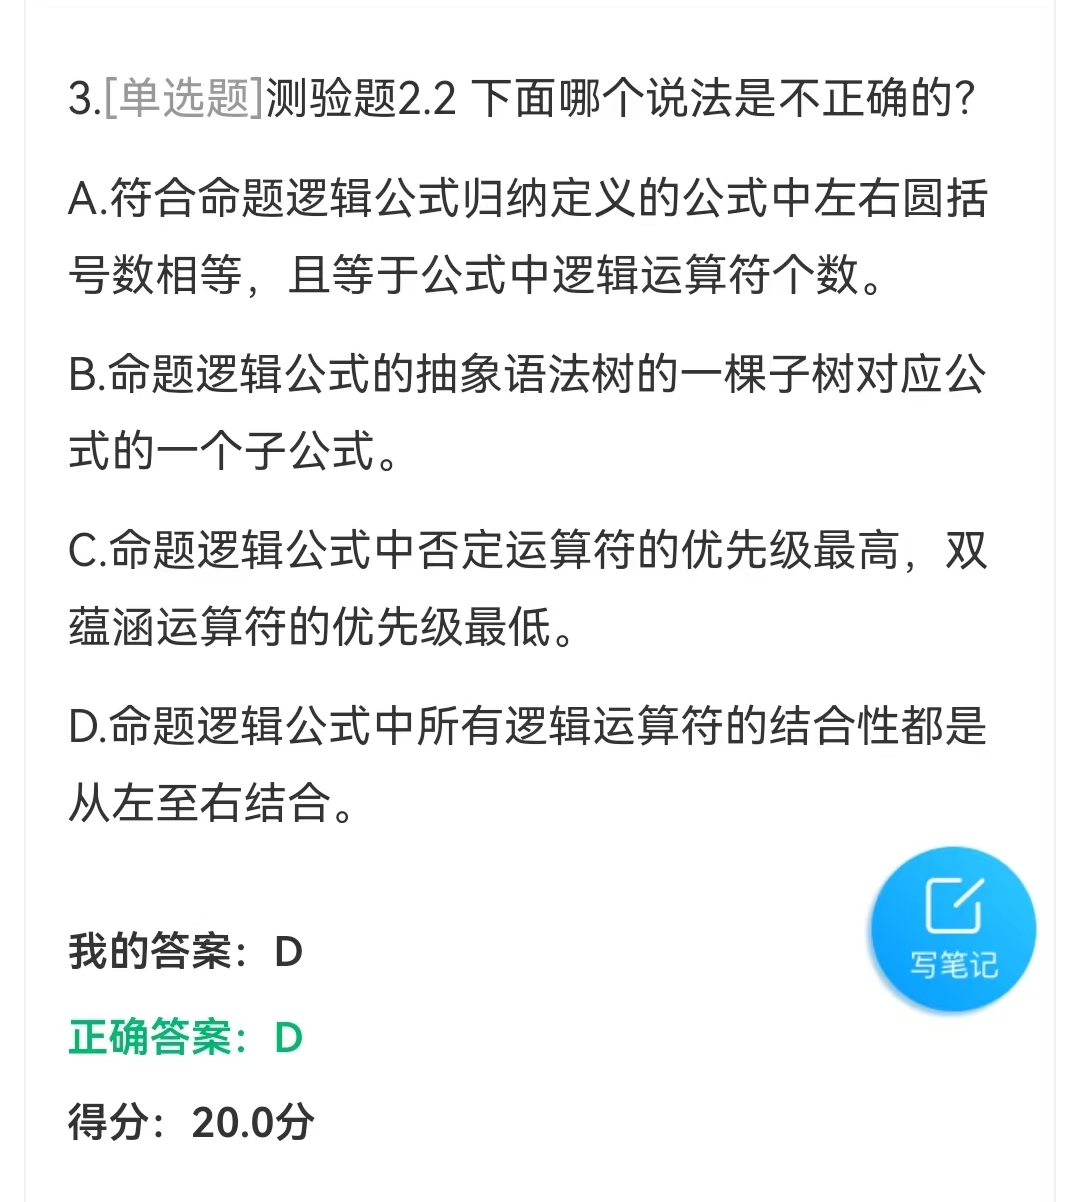 3.[单选题]测验题2.2 下面哪个说法是不正确的？
A.符合命题逻辑公式归纳定义的公式中左右圆括
号数相等，且等于公式中逻辑运算符个数。
B.命题逻辑公式的抽象语法树的一棵子树对应公
式的一个子公式。
C.命题逻辑公式中否定运算符的优先级最高，双
蕴涵运算符的优先级最低。
D.命题逻辑公式中所有逻辑运算符的结合性都是
从左至右结合。
写笔记
我的答案：D
正确答案：D
得分：20.0分